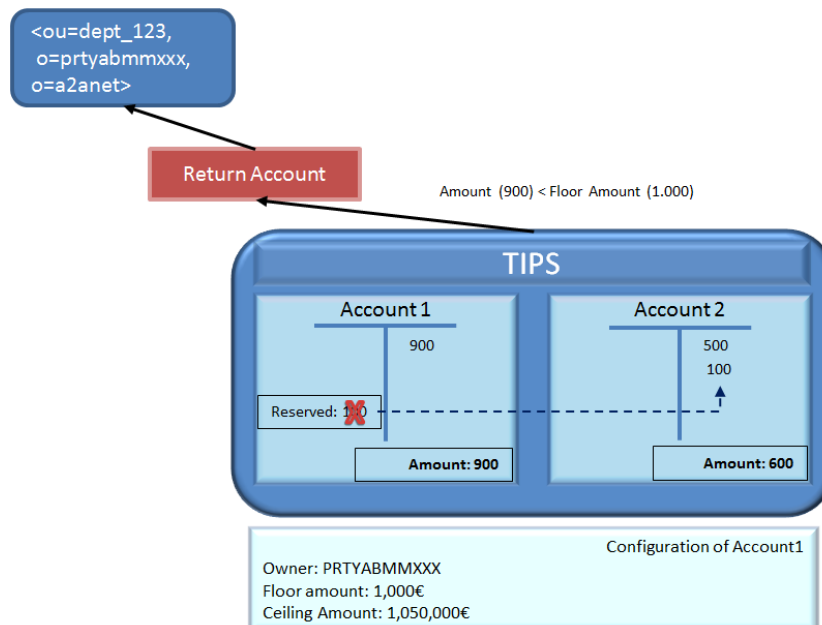 <ou=dept_123,
o=prtyabmmxxx,
o=a2anet>
Return Account
Amount (900) < Floor Amount (1.000)
TIPS
Account 1
900
Reserved:
Amount: 900
Account 2
500
100
Amount: 600
Configuration of Account1
Owner: PRTYABMMXXX
Floor amount: 1,000€
Ceiling Amount: 1,050,000€